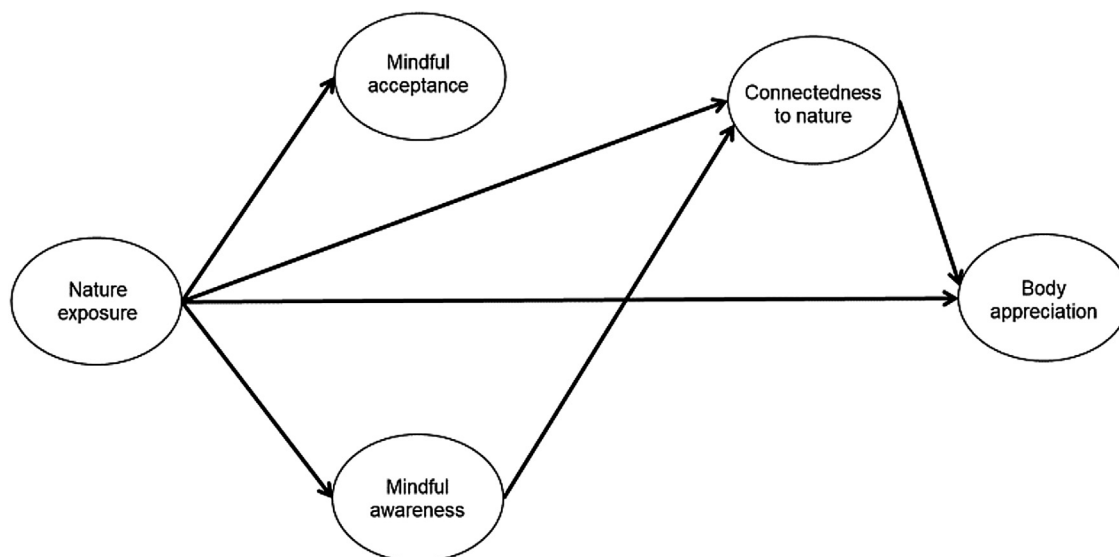 Mindful
acceptance
Connectedness
to nature
Nature
exposure
Body
appreciation
Mindful
awareness